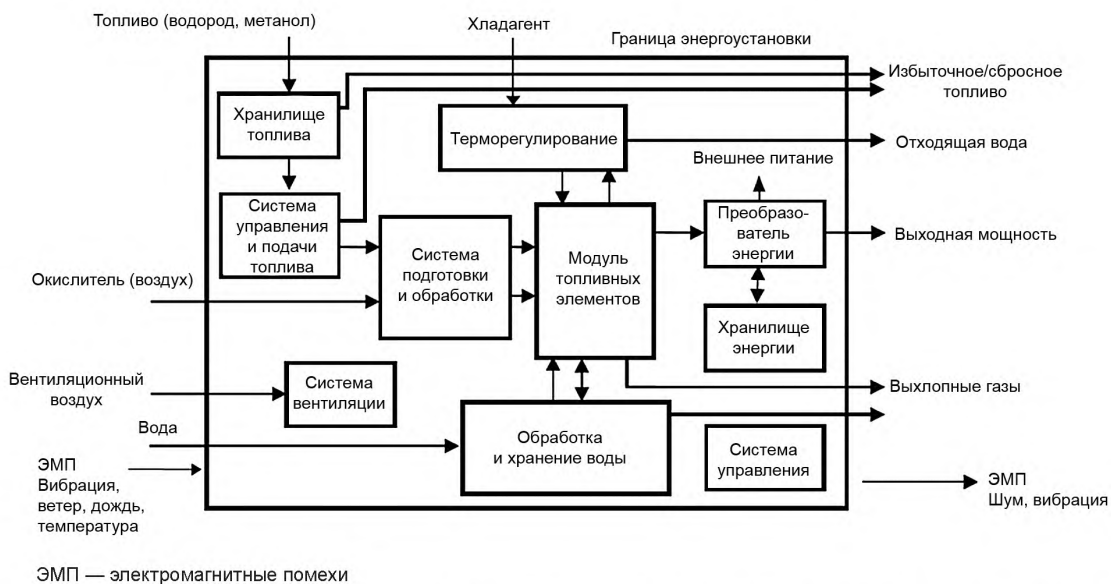 Топливо (водород, метанол)
Хладагент
Граница энергоустановки
Избыточное/сбросное
топливо
Хранилище
топлива
Терморегулирование
Отходящая вода
Внешнее питание
Система
управления
и подачи
топлива
Система
подготовки
и обработки
Модуль
топливных
элементов
Преобразо-
ватель
энергии
Выходная мощность
Окислитель (воздух)
Хранилище
энергии
Вентиляционный
воздух
Система
вентиляции
Выхлопные газы
Вода
Обработка
и хранение воды
Система
управления
ЭМП
Вибрация,
ветер, дождь,
температура
ЭМП
Шум, вибрация
ЭМП — электромагнитные помехи